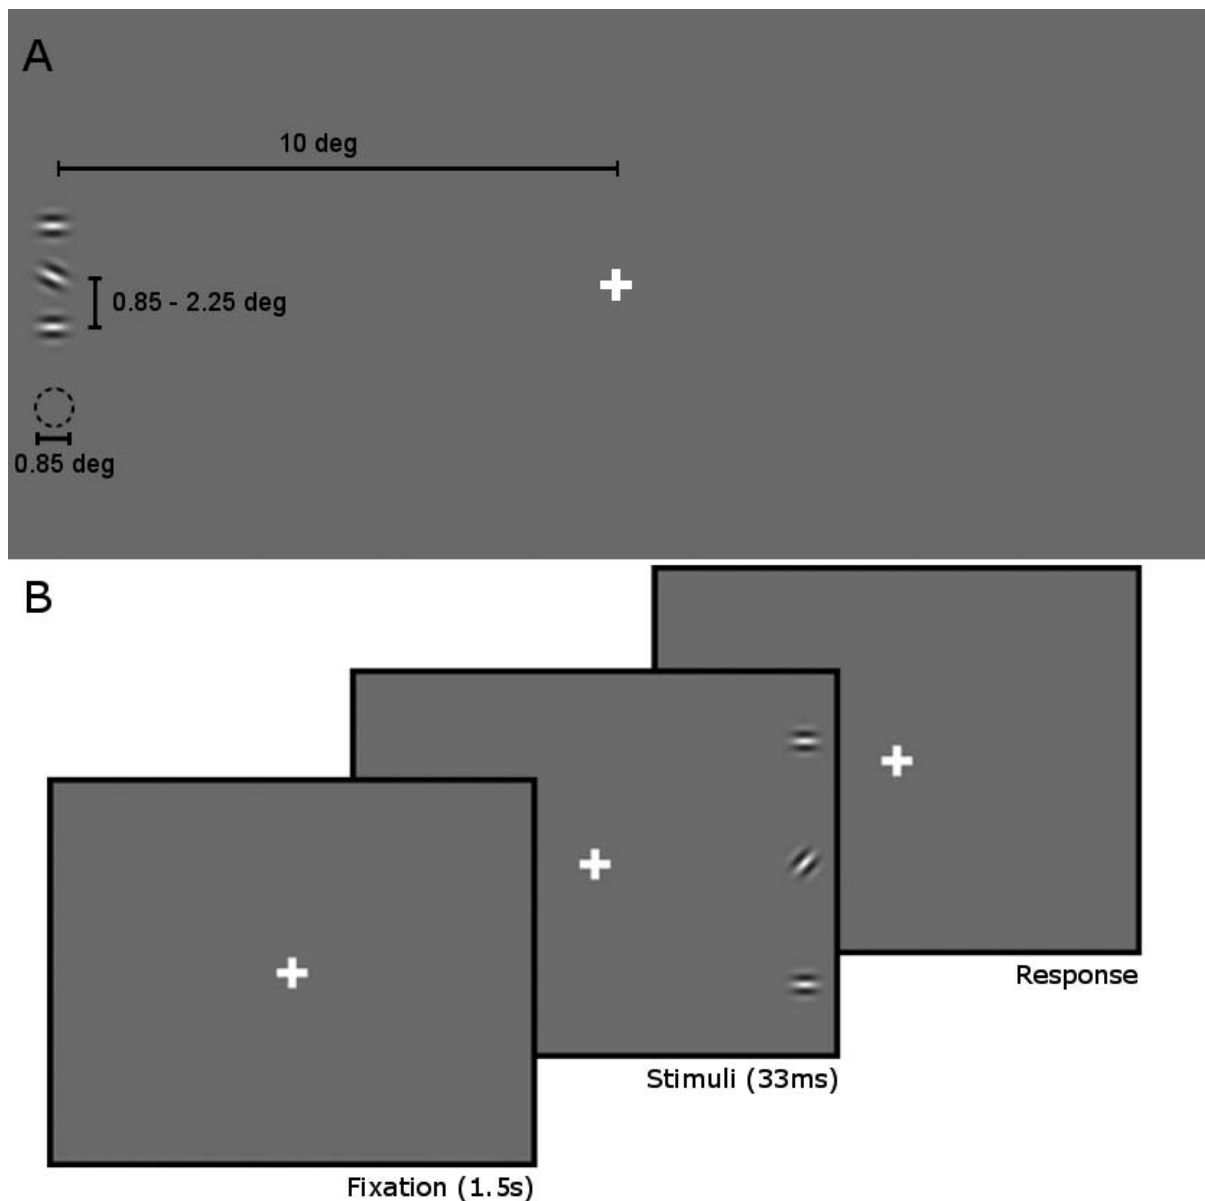 A
10 deg
0.85 - 2.25 deg
0.85 deg
B
Response
Stimuli (33ms)
Fixation (1.5s)